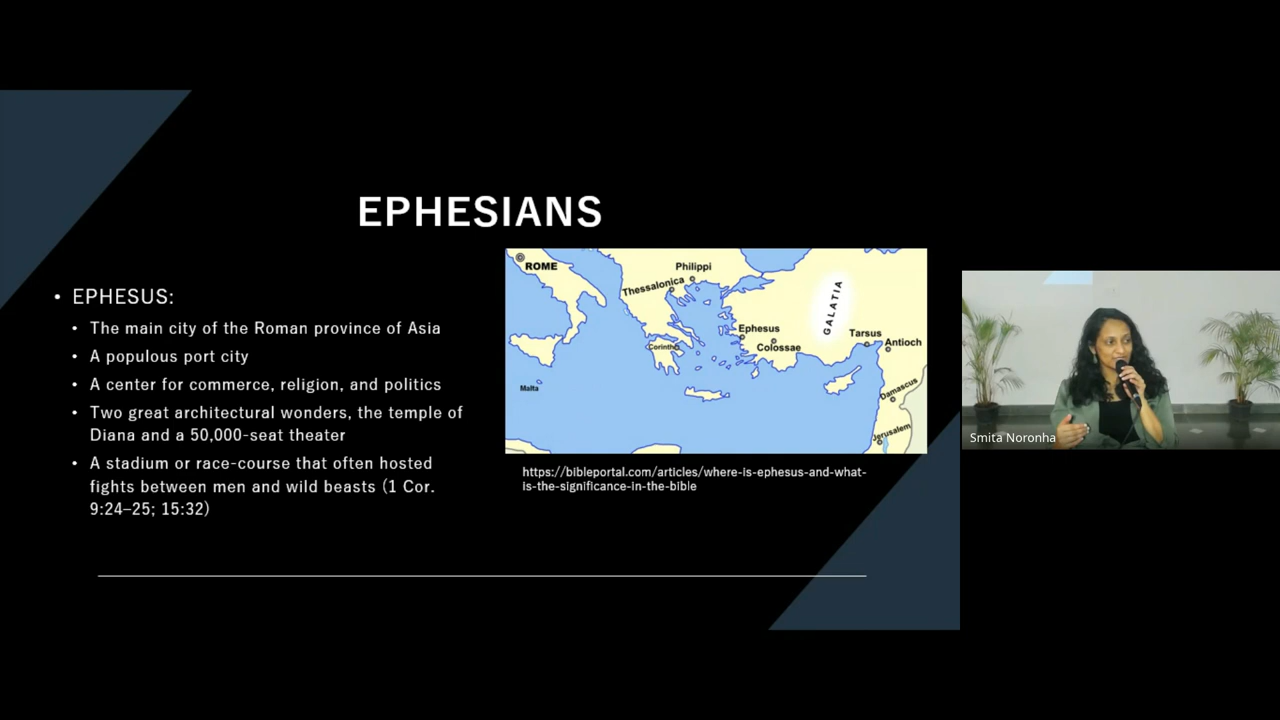 EPHESIANS
• EPHESUS:
• The main city of the Roman province of Asia
• A populous port city
• A center for commerce, religion, and politics
• Two great architectural wonders, the temple of
Diana and a 50,000-seat theater
• A stadium or race-course that often hosted
fights between men and wild beasts (1 Cor.
9:24–25; 15:32)
ROME
Philippi
Thessalonica
GALATIA
Ephesus
Tarsus
Corinth
Colossae
Antioch
Malta
Damascus
Jerusalem
https://bibleportal.com/articles/where-is-ephesus-and-what-
is-the-significance-in-the-bible
Smita Noronha